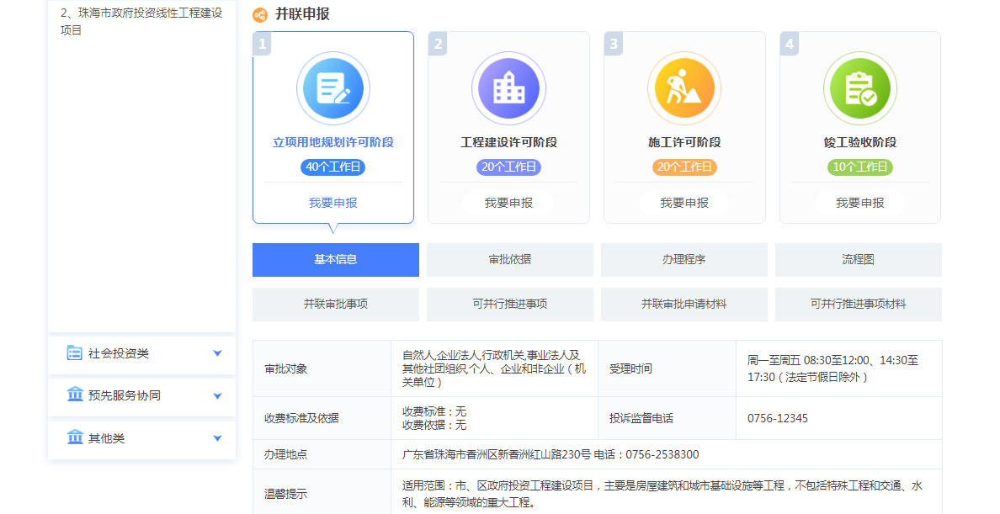 2、珠海市政府投资线性工程建设
项目
社会投资类
预先服务协同
其他类
并联申报
1
立项用地规划许可阶段
40个工作日
我要申报
2
工程建设许可阶段
20个工作日
我要申报
3
施工许可阶段
20个工作日
我要申报
4
竣工验收阶段
10个工作日
我要申报
基本信息
审批依据
办理程序
流程图
并联审批事项
可并行推进事项
并联审批申请材料
可并行推进事项材料
审批对象
自然人,企业法人,行政机关,事业法人及
其他社团组织,个人、企业和非企业（机
关单位）
受理时间
周一至周五 08:30至12:00、14:30至
17:30（法定节假日除外）
收费标准及依据
收费标准：无
收费依据：无
投诉监督电话
0756-12345
办理地点
广东省珠海市香洲区新香洲红山路230号 电话：0756-2538300
温馨提示
适用范围：市、区政府投资工程建设项目，主要是房屋建筑和城市基础设施等工程，不包括特殊工程和交通、水
利、能源等领域的重大工程。